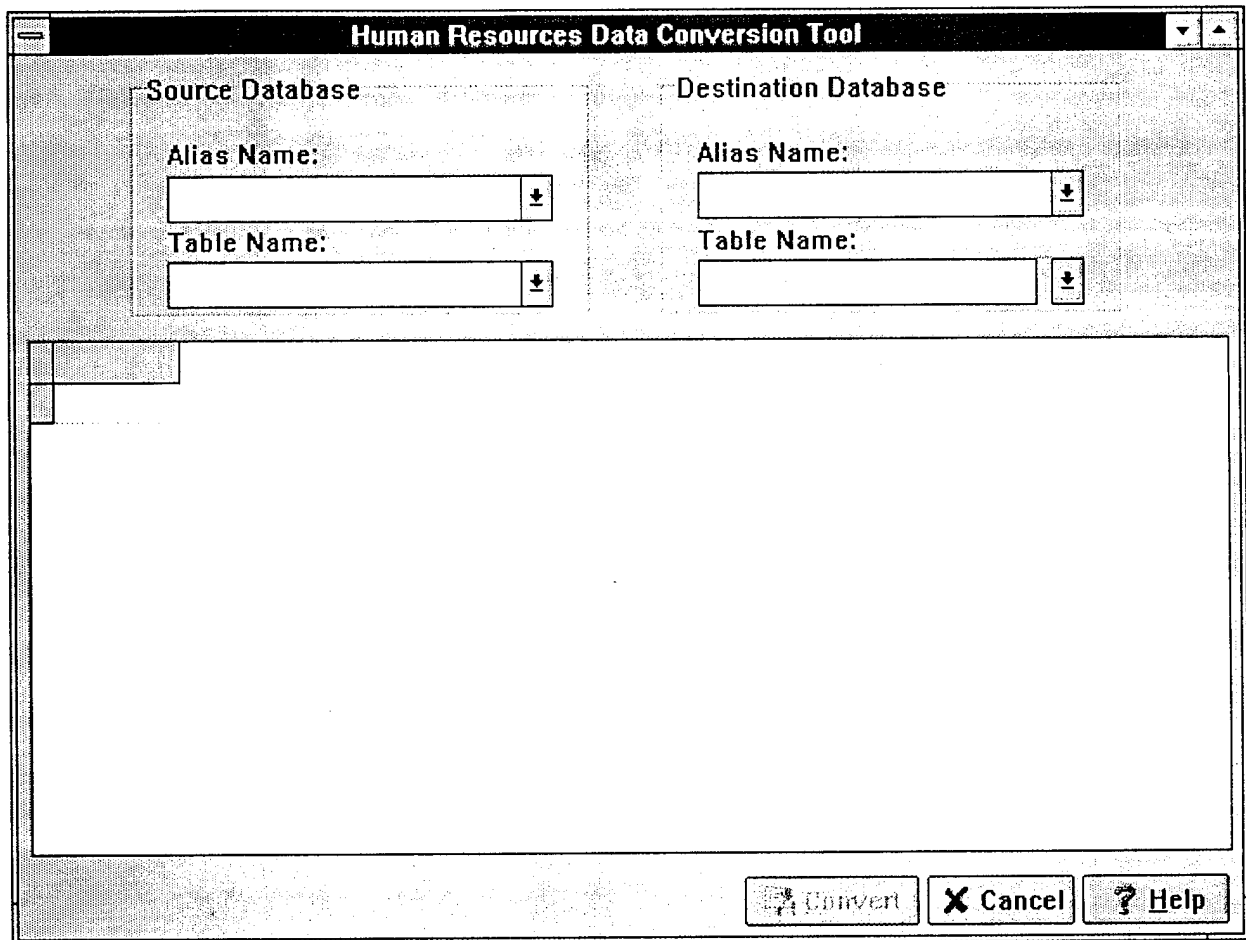 Human Resources Data Conversion Tool
Source Database
Alias Name:
Table Name:
Destination Database
Alias Name:
Table Name:
Convert
Cancel
Help